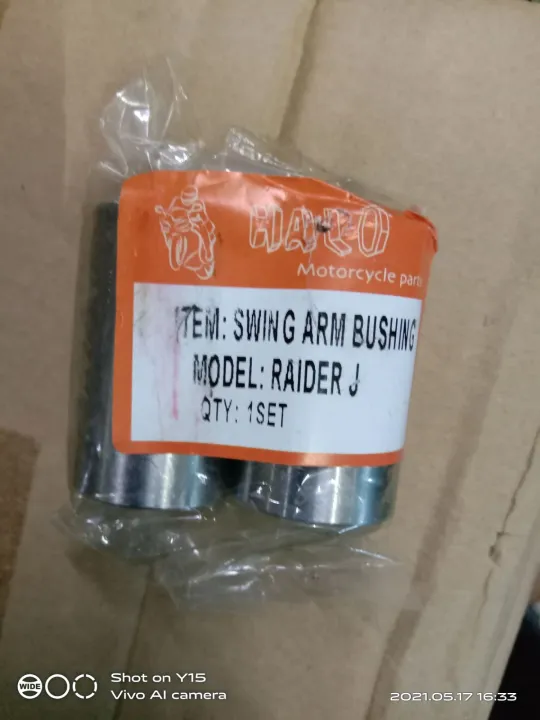 Motorcycle parts
ITEM: SWING ARM BUSHING
MODEL: RAIDER J
QTY: 1SET
WIDE
Shot on Y15
Vivo AI camera
2021.05.17 16:33